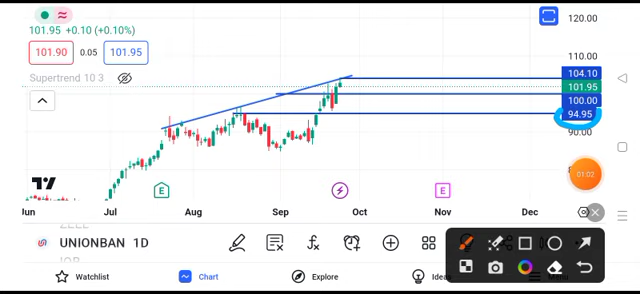 101.95 +0.10 (+0.10%)
101.90 0.05 101.95
Supertrend 10 3
120.00
110.00
104.10
101.95
100.00
94.95
90.00
01:02
E E
Jun Jul Aug Sep Oct Nov Dec
UNIONBAN 1D
Watchlist Chart Explore Ideas Menu